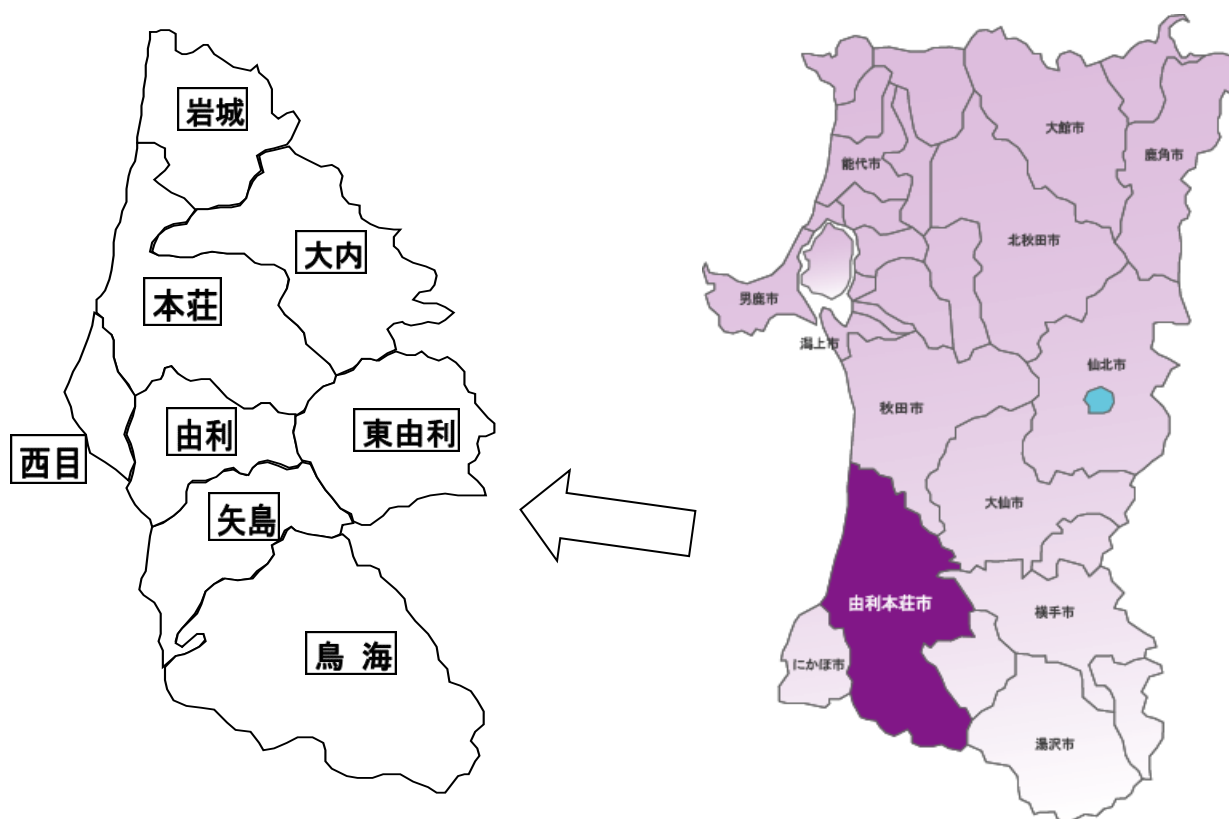 岩城
大内
本荘
由利
東由利
西目
矢島
鳥 海
大館市
鹿角市
能代市
北秋田市
男鹿市
潟上市
仙北市
秋田市
大仙市
由利本荘市
横手市
にかほ市
湯沢市